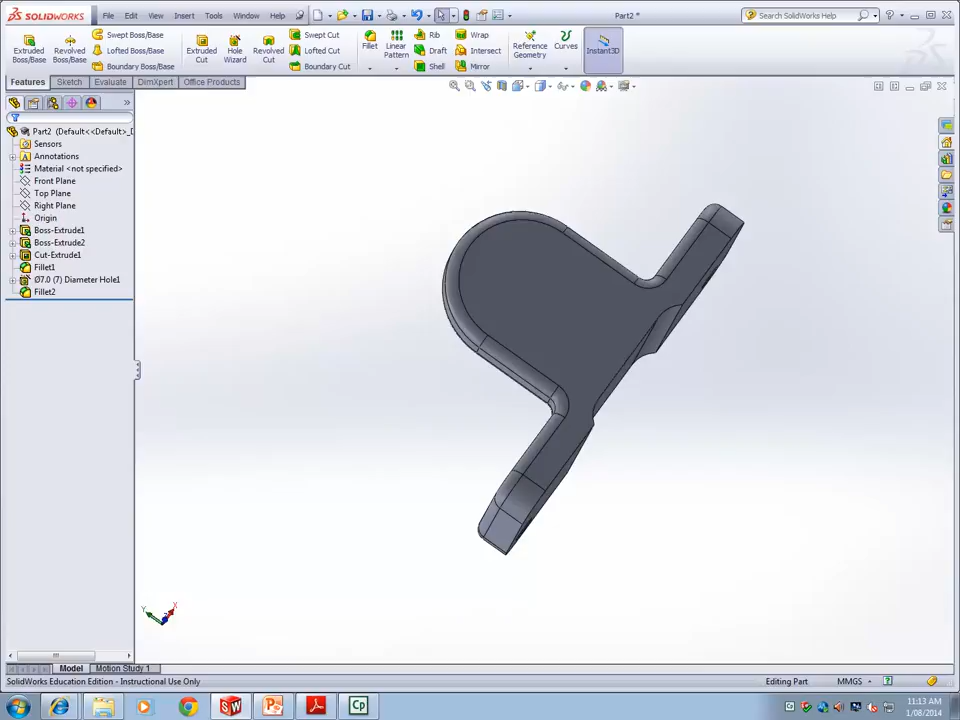 SOLIDWORKS File Edit View Insert Tools Window Help Part2 * Search SolidWorks Help
Extruded Boss/Base
Revolved Boss/Base
Swept Boss/Base
Lofted Boss/Base
Boundary Boss/Base
Extruded Cut
Hole Wizard
Revolved Cut
Swept Cut
Lofted Cut
Boundary Cut
Fillet
Linear Pattern
Rib
Draft
Shell
Wrap
Intersect
Mirror
Reference Geometry
Curves
Instant3D
Features Sketch Evaluate DimXpert Office Products
Part2 (Default<<Default>_D
Sensors
Annotations
Material <not specified>
Front Plane
Top Plane
Right Plane
Origin
Boss-Extrude1
Boss-Extrude2
Cut-Extrude1
Fillet1
Ø7.0 (7) Diameter Hole1
Fillet2
Y X Z
Model Motion Study 1
SolidWorks Education Edition - Instructional Use Only Editing Part MMGS
11:13 AM
1/08/2014